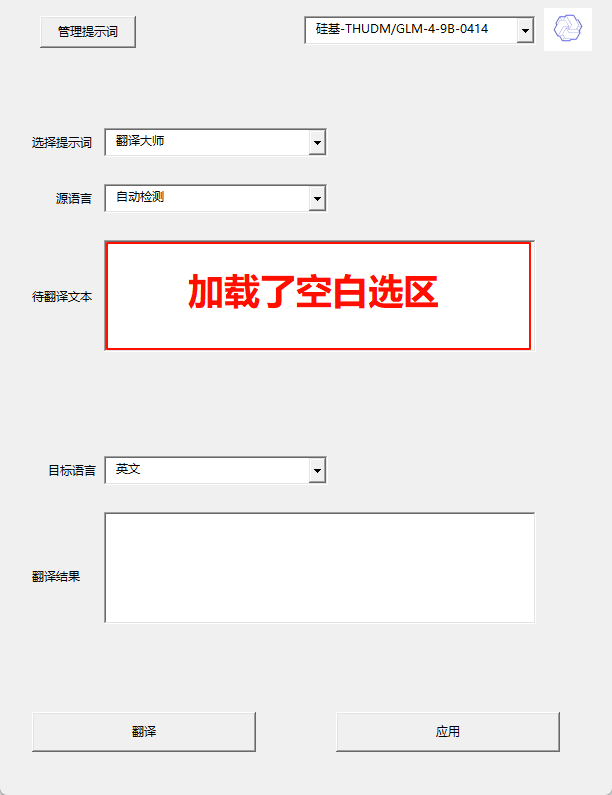 管理提示词
硅基-THUDM/GLM-4-9B-0414
选择提示词
翻译大师
源语言
自动检测
待翻译文本
加载了空白选区
目标语言
英文
翻译结果
翻译
应用